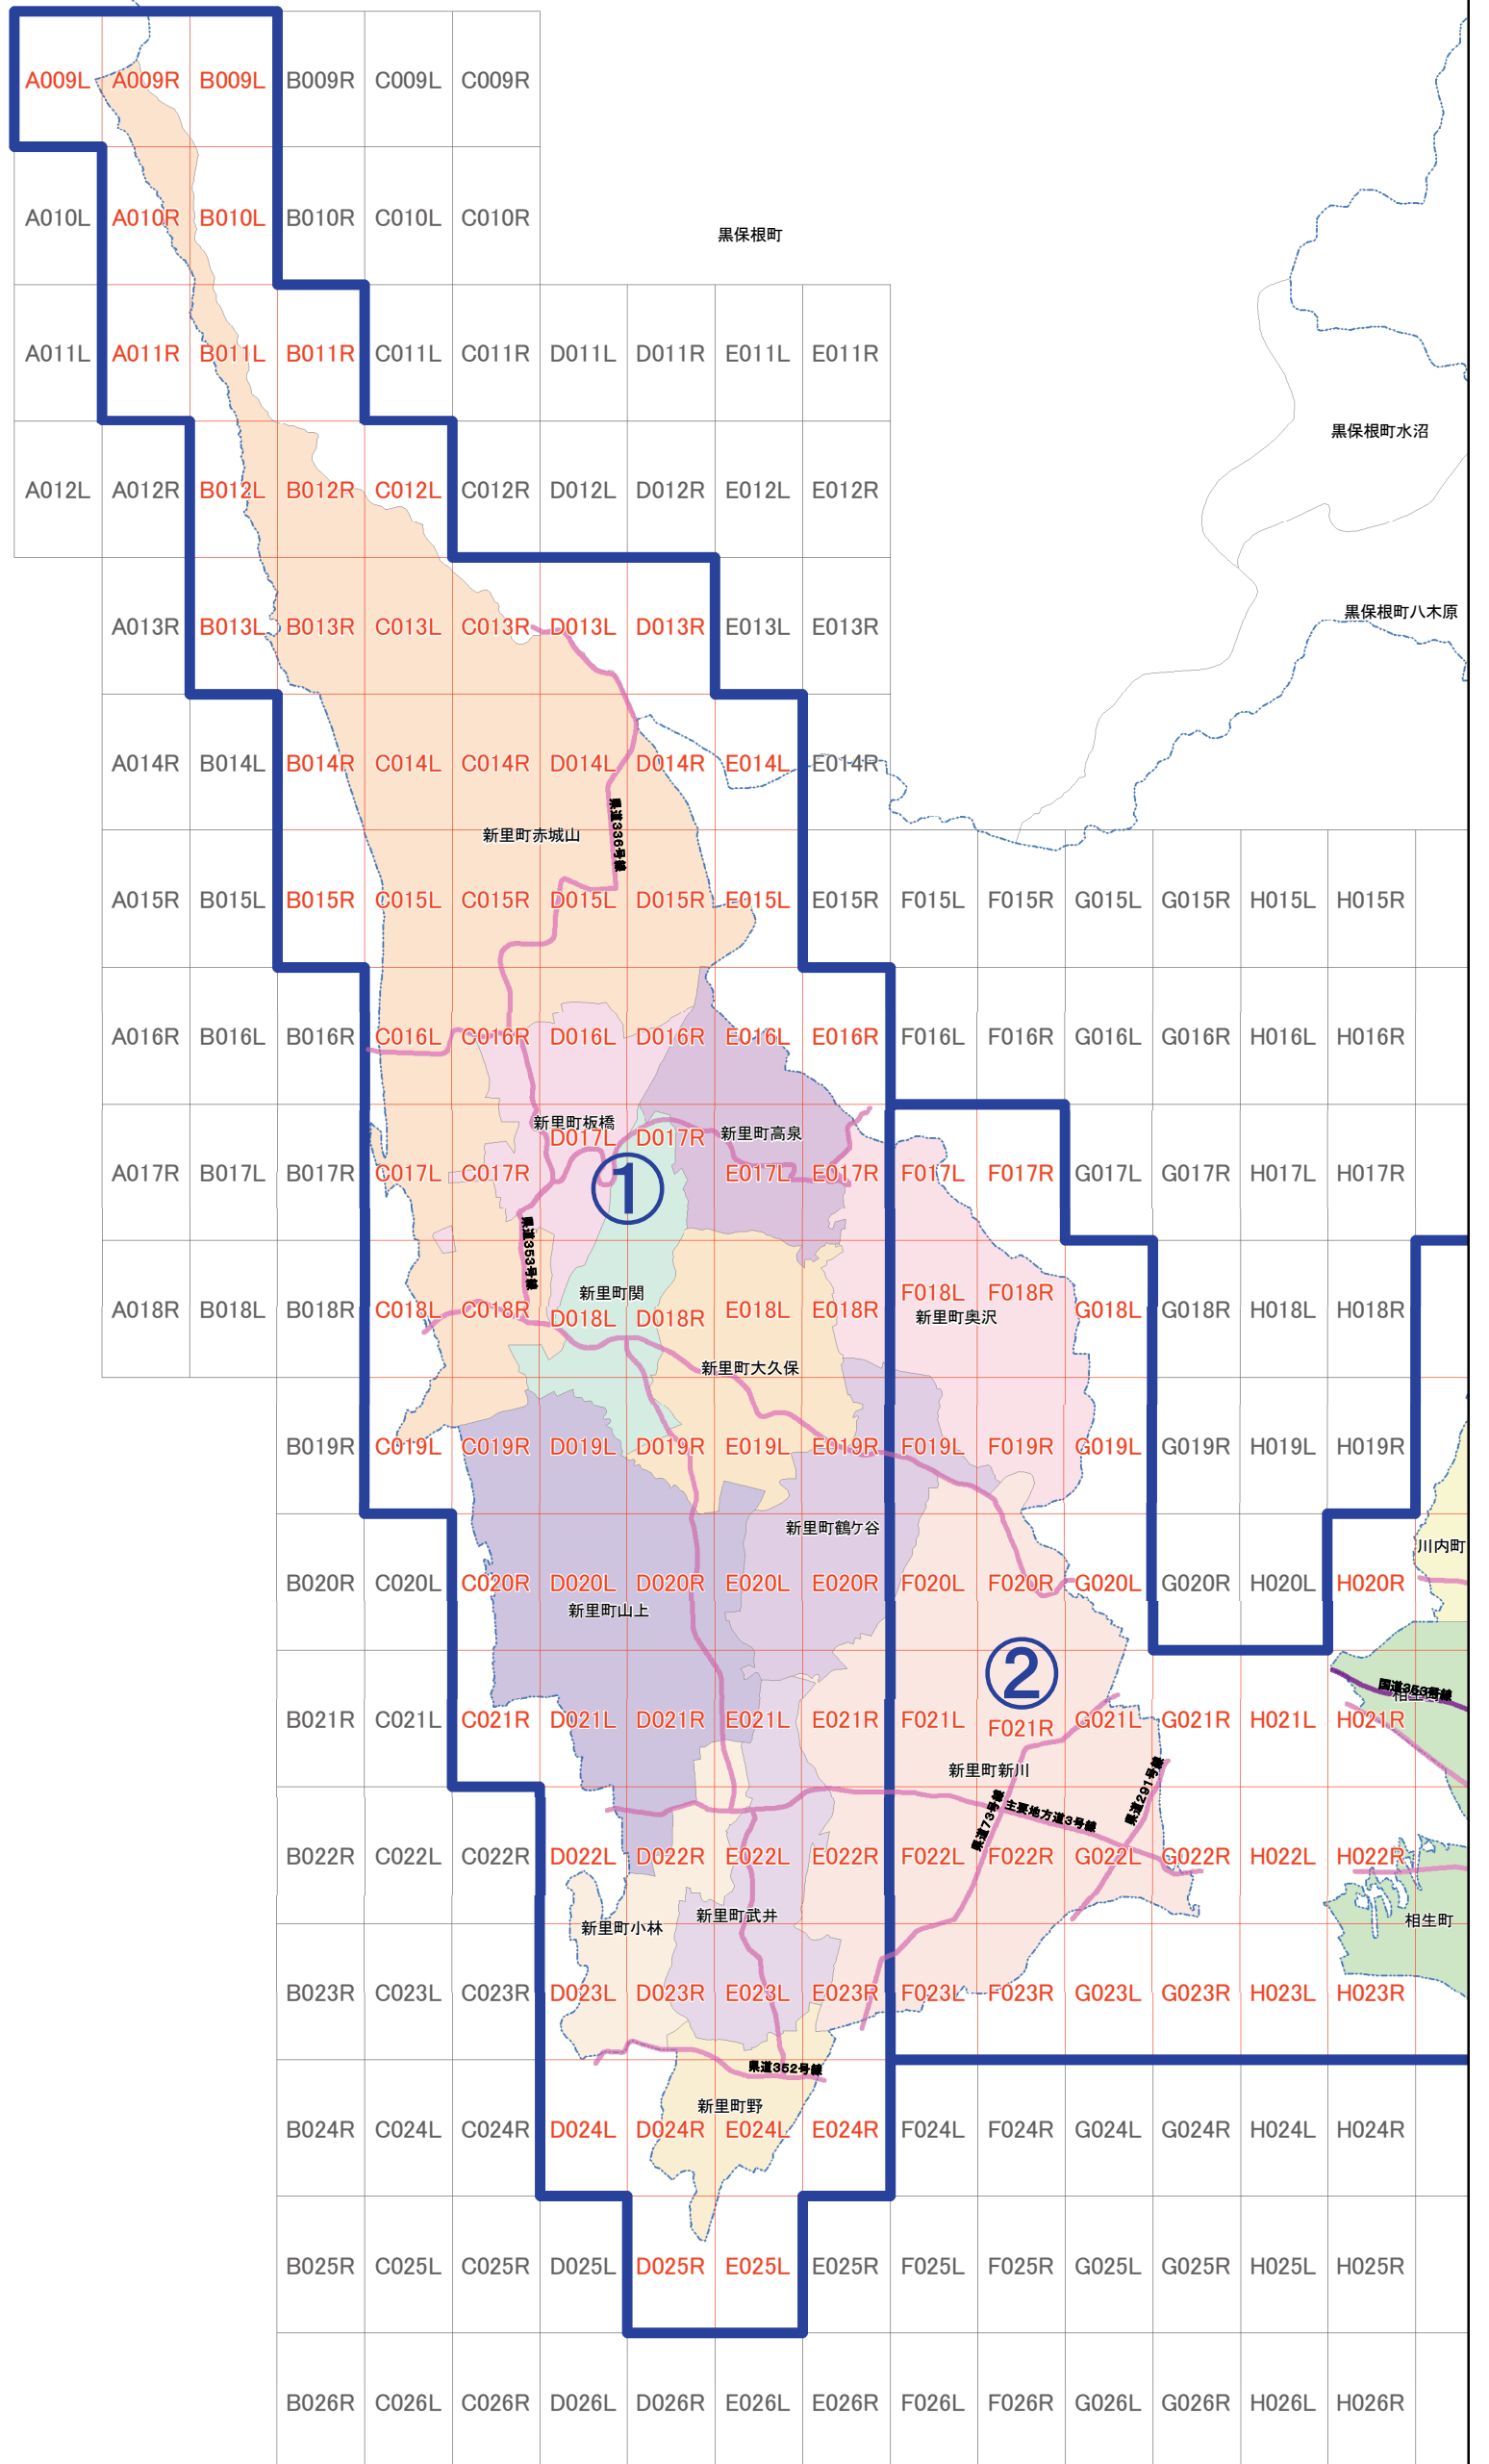 A009L A009R B009L B009R C009L C009R
A010L A010R B010L B010R C010L C010R
黒保根町
A011L A011R B011L B011R C011L C011R D011L D011R E011L E011R
黒保根町水沼
A012L A012R B012L B012R C012L C012R D012L D012R E012L E012R
黒保根町八木原
A013R B013L B013R C013L C013R D013L D013R E013L E013R
A014R B014L B014R C014L C014R D014L D014R E014L E014R
県道336号線
新里町赤城山
A015R B015L B015R C015L C015R D015L D015R E015L E015R F015L F015R G015L G015R H015L H015R
A016R B016L B016R C016L C016R D016L D016R E016L E016R F016L F016R G016L G016R H016L H016R
新里町板橋
新里町高泉
D017L D017R
A017R B017L B017R C017L C017R E017L E017R F017L F017R G017L G017R H017L H017R
①
県道353号線
新里町関
F018L F018R
A018R B018L B018R C018L C018R D018L D018R E018L E018R G018L G018R H018L H018R
新里町奥沢
新里町大久保
B019R C019L C019R D019L D019R E019L E019R F019L F019R G019L G019R H019L H019R
新里町鶴ケ谷
川内町
B020R C020L C020R D020L D020R E020L E020R F020L F020R G020L G020R H020L H020R
新里町山上
②
国道353号線
B021R C021L C021R D021L D021R E021L E021R F021L F021R G021L G021R H021L H021R
新里町新川
県道291号線
県道73号線
主要地方道3号線
B022R C022L C022R D022L D022R E022L E022R F022L F022R G022L G022R H022L H022R
新里町武井
新里町小林
相生町
B023R C023L C023R D023L D023R E023L E023R F023L F023R G023L G023R H023L H023R
県道352号線
新里町野
B024R C024L C024R D024L D024R E024L E024R F024L F024R G024L G024R H024L H024R
B025R C025L C025R D025L D025R E025L E025R F025L F025R G025L G025R H025L H025R
B026R C026L C026R D026L D026R E026L E026R F026L F026R G026L G026R H026L H026R